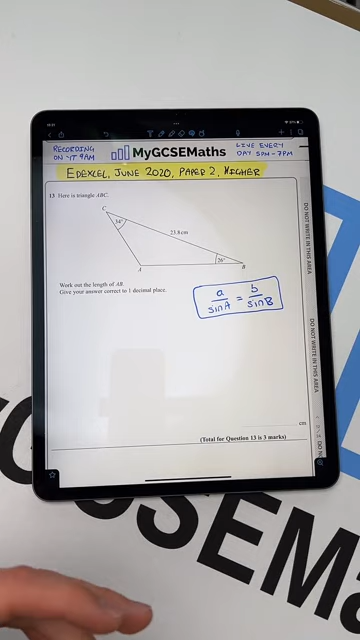 RECORDING
ON YT 9AM
MyGCSEMaths
LIVE EVERY
DAY 5PM-7PM
EDEXCEL, JUNE 2020, PAPER 2, HIGHER
13 Here is triangle ABC.
C
54°
23.8 cm
26°
A
B
Work out the length of AB.
Give your answer correct to 1 decimal place.
a/sinA = b/sinB
cm
(Total for Question 13 is 3 marks)
DO NOT WRITE IN THIS AREA
DO NOT WRITE IN THIS AREA
GCSEMa